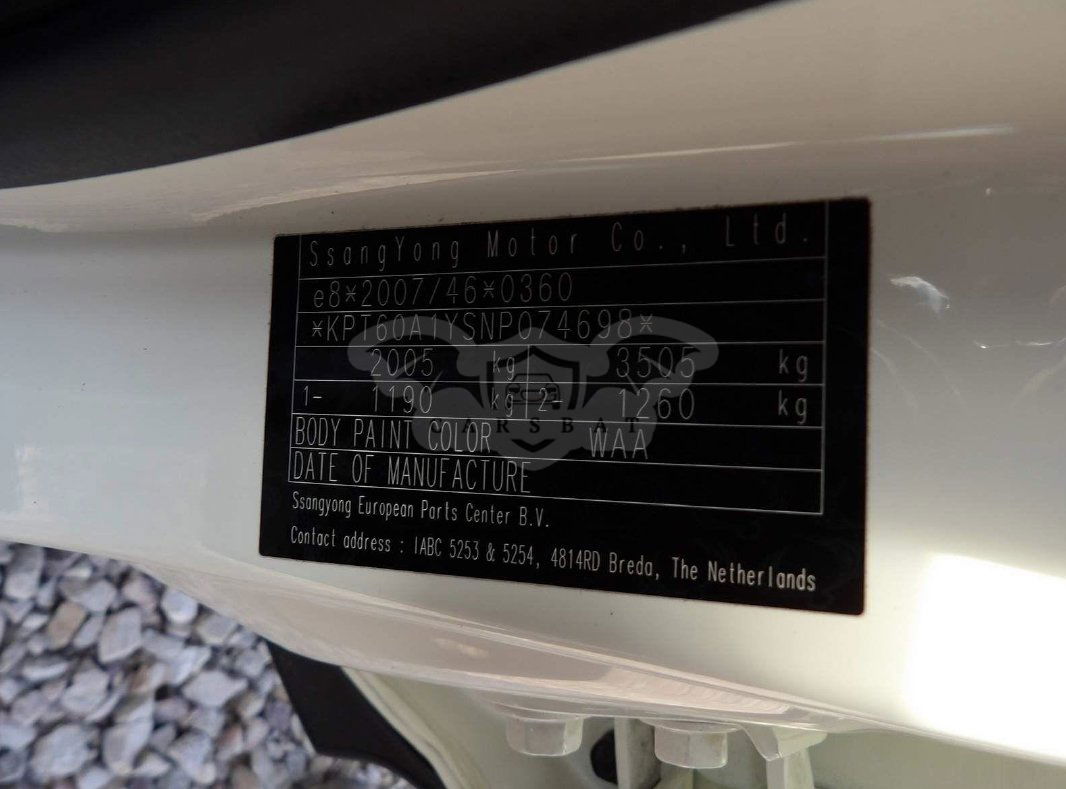 SsangYong Motor Co., Ltd.
e8*2007/46*0360
*KPT60A1YSNP074698*
2005 kg 3505 kg
1- 1190 kg 2- 1260 kg
CARSBAT
BODY PAINT COLOR WAA
DATE OF MANUFACTURE
Ssangyong European Parts Center B.V.
Contact address : IABC 5253 & 5254, 4814RD Breda, The Netherlands